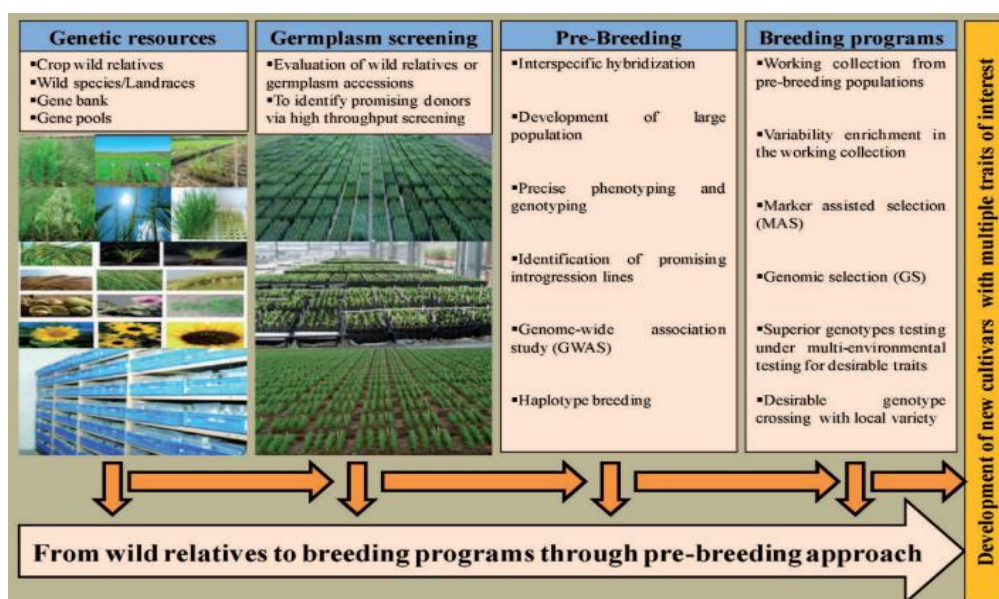 Genetic resources
▪Crop wild relatives
▪Wild species/Landraces
▪Gene bank
▪Gene pools
Germplasm screening
▪Evaluation of wild relatives or
germplasm accessions
▪To identify promising donors
via high throughput screening
Pre-Breeding
▪Interspecific hybridization
▪Development of large
population
▪Precise phenotyping and
genotyping
▪Identification of promising
introgression lines
▪Genome-wide association
study (GWAS)
▪Haplotype breeding
Breeding programs
▪Working collection from
pre-breeding populations
▪Variability enrichment in
the working collection
▪Marker assisted selection
(MAS)
▪Genomic selection (GS)
▪Superior genotypes testing
under multi-environmental
testing for desirable traits
▪Desirable genotype
crossing with local variety
Development of new cultivars with multiple traits of interest
From wild relatives to breeding programs through pre-breeding approach